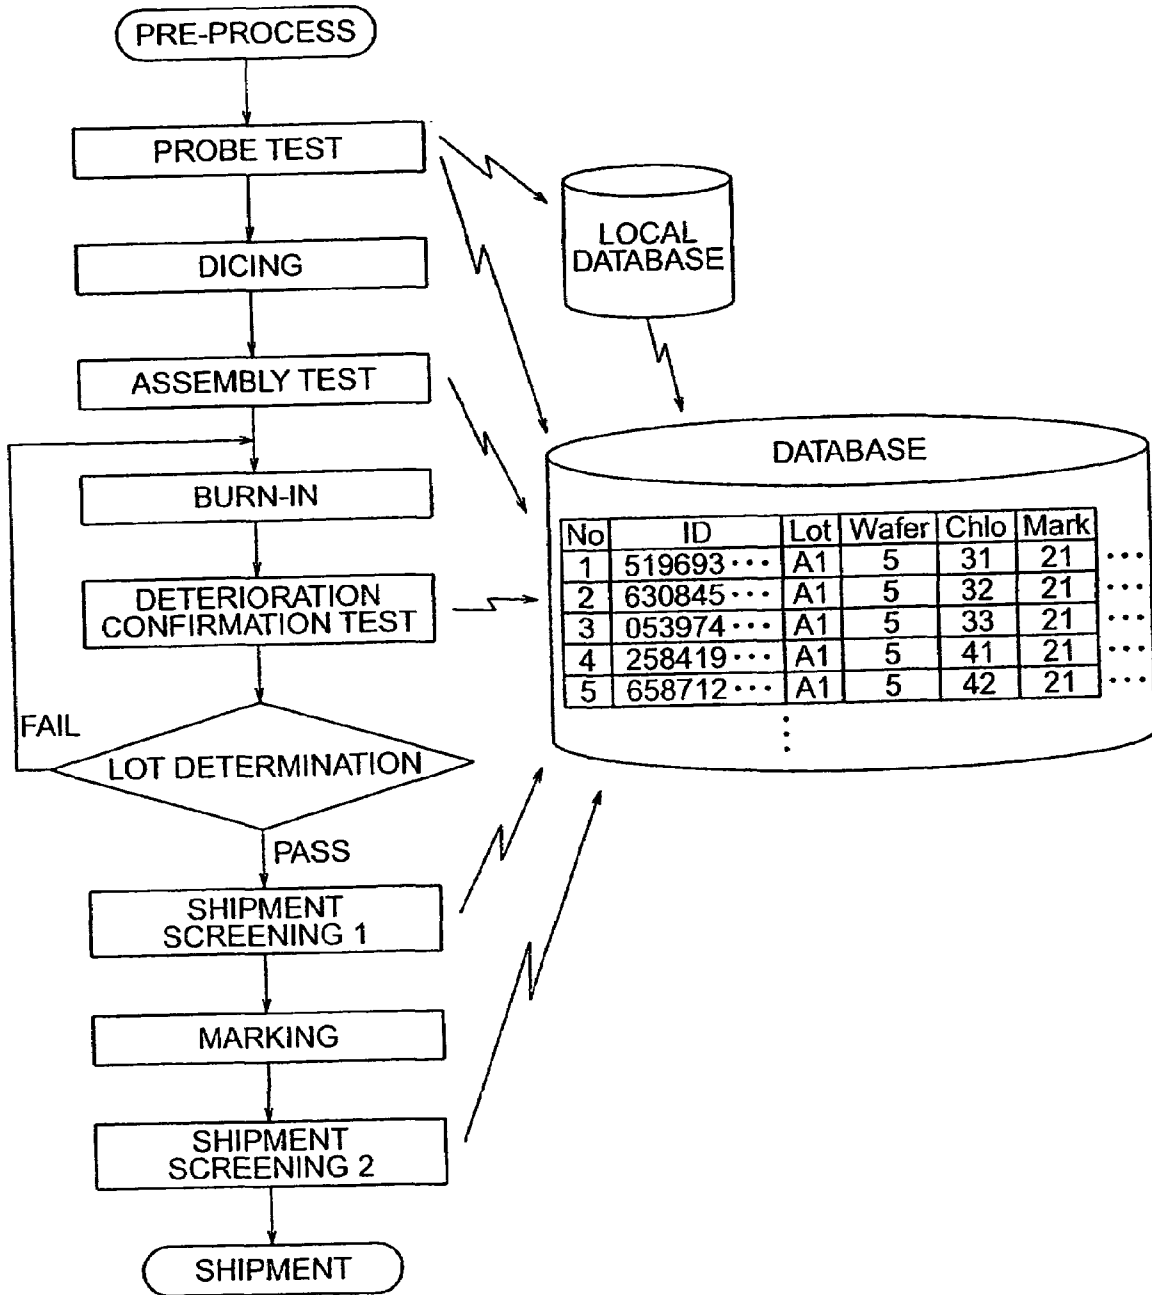 PRE-PROCESS
PROBE TEST
LOCAL
DATABASE
DICING
ASSEMBLY TEST
BURN-IN
DETERIORATION
CONFIRMATION TEST
FAIL
LOT DETERMINATION
PASS
SHIPMENT
SCREENING 1
MARKING
SHIPMENT
SCREENING 2
SHIPMENT
DATABASE
No ID Lot Wafer Chlo Mark
1 519693··· A1 5 31 21 ···
2 630845··· A1 5 32 21 ···
3 053974··· A1 5 33 21 ···
4 258419··· A1 5 41 21
5 658712··· A1 5 42 21 ···